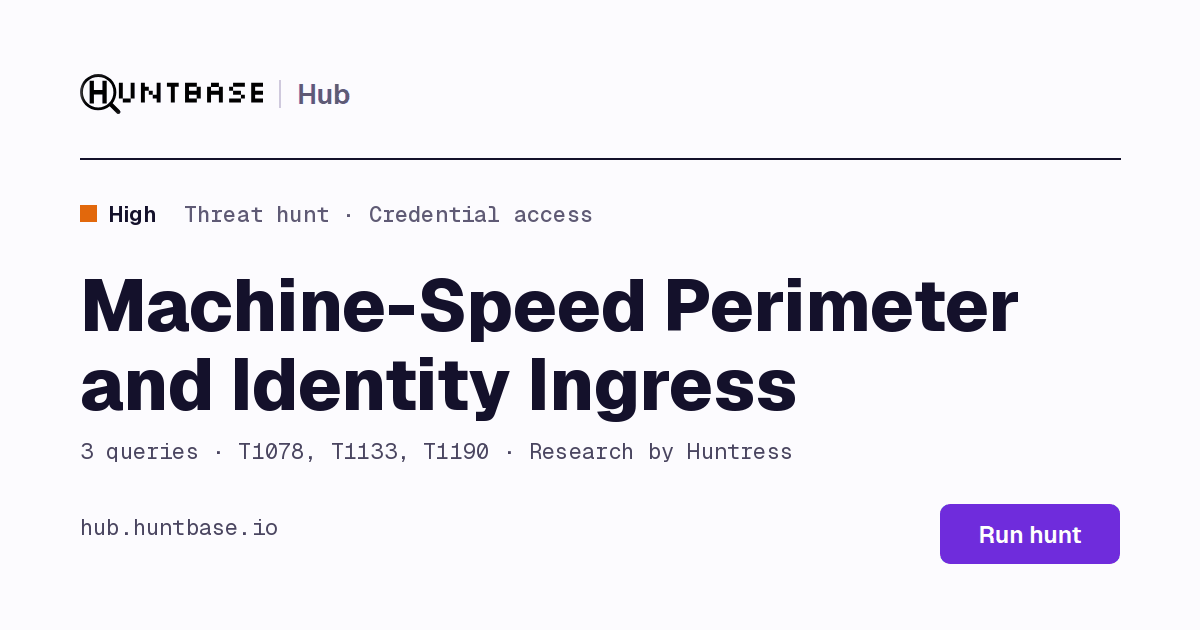 HUNTBASE | Hub
High Threat hunt · Credential access
Machine-Speed Perimeter
and Identity Ingress
3 queries · T1078, T1133, T1190 · Research by Huntress
hub.huntbase.io
Run hunt